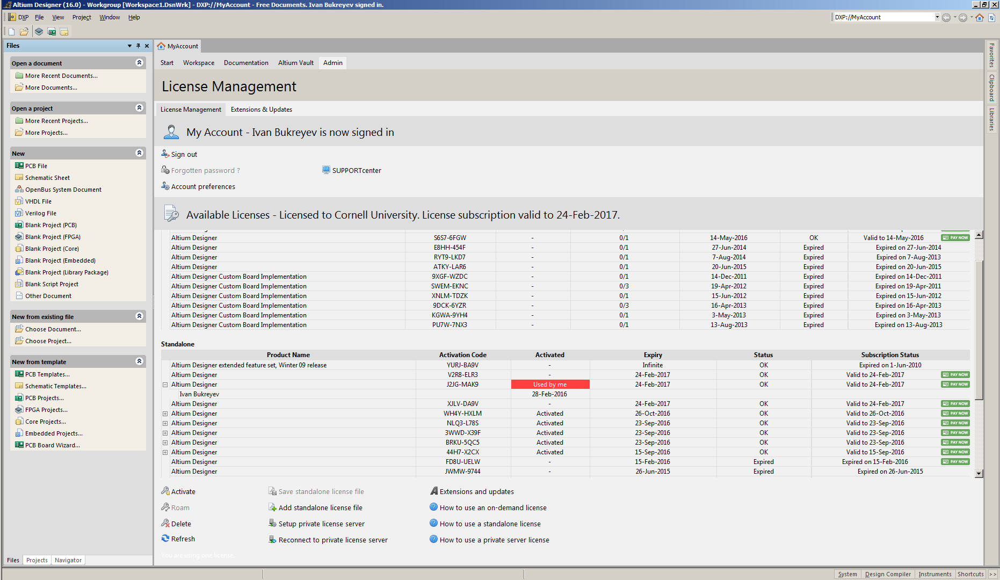 Altium Designer (16.0) - Workgroup [Workspace1.DsnWrk] - DXP://MyAccount - Free Documents. Ivan Bukreyev signed in.
DXP File View Project Window Help
DXP://MyAccount
Files
MyAccount
Start Workspace Documentation Altium Vault Admin
License Management
License Management Extensions & Updates
My Account - Ivan Bukreyev is now signed in
Sign out
Forgotten password ? SUPPORTcenter
Account preferences
Available Licenses - Licensed to Cornell University. License subscription valid to 24-Feb-2017.
Open a document
More Recent Documents...
More Documents...
Open a project
More Recent Projects...
More Projects...
New
PCB File
Schematic Sheet
OpenBus System Document
VHDL File
Verilog File
Blank Project (PCB)
Blank Project (FPGA)
Blank Project (Core)
Blank Project (Embedded)
Blank Project (Library Package)
Blank Script Project
Other Document
New from existing file
Choose Document...
Choose Project...
New from template
PCB Templates...
Schematic Templates...
PCB Projects...
FPGA Projects...
Core Projects...
Embedded Projects...
PCB Board Wizard...
Files Projects Navigator
Altium Designer S6S7-6FGW - 0/1 14-May-2016 OK Valid to 14-May-2016 PAY NOW
Altium Designer E8HH-454F - 0/1 27-Jun-2014 Expired Expired on 27-Jun-2014
Altium Designer RYT9-LKD7 - 0/1 7-Aug-2014 Expired Expired on 7-Aug-2013
Altium Designer ATKY-LAR6 - 0/1 20-Jun-2015 Expired Expired on 20-Jun-2015
Altium Designer Custom Board Implementation 9XGF-WZDC - 0/1 14-Dec-2011 Expired Expired on 14-Dec-2011
Altium Designer Custom Board Implementation SWEM-EKNC - 0/3 19-Apr-2012 Expired Expired on 19-Apr-2011
Altium Designer Custom Board Implementation XNLM-TDZK - 0/1 15-Jun-2012 Expired Expired on 15-Jun-2012
Altium Designer Custom Board Implementation 9DCK-6YZR - 0/3 16-Apr-2013 Expired Expired on 16-Apr-2013
Altium Designer Custom Board Implementation KGWA-9YH4 - 0/1 3-May-2013 Expired Expired on 3-May-2013
Altium Designer Custom Board Implementation PU7W-7NX3 - 0/1 13-Aug-2013 Expired Expired on 13-Aug-2013
Standalone
Product Name Activation Code Activated Expiry Status Subscription Status
Altium Designer extended feature set, Winter 09 release YURJ-BA9V - Infinite OK Expired on 1-Jun-2010
Altium Designer V2R8-ELR3 - 24-Feb-2017 OK Valid to 24-Feb-2017 PAY NOW
Altium Designer J2JG-MAK9 Used by me 24-Feb-2017 OK Valid to 24-Feb-2017 PAY NOW
Ivan Bukreyev 28-Feb-2016
Altium Designer XJLV-DA9V - 24-Feb-2017 OK Valid to 24-Feb-2017 PAY NOW
Altium Designer WH4Y-HXLM Activated 26-Oct-2016 OK Valid to 26-Oct-2016 PAY NOW
Altium Designer NLQ3-L78S Activated 23-Sep-2016 OK Valid to 23-Sep-2016 PAY NOW
Altium Designer 3WWD-X39F Activated 23-Sep-2016 OK Valid to 23-Sep-2016 PAY NOW
Altium Designer BRKU-5QC5 Activated 23-Sep-2016 OK Valid to 23-Sep-2016 PAY NOW
Altium Designer 44H7-X2CX Activated 15-Sep-2016 OK Valid to 15-Sep-2016 PAY NOW
Altium Designer FD8U-UELW - 15-Feb-2016 Expired Expired on 15-Feb-2016 PAY NOW
Altium Designer JWMW-9744 - 26-Jun-2015 Expired Expired on 26-Jun-2015
Activate Save standalone license file Extensions and updates
Roam Add standalone license file How to use an on-demand license
Delete Setup private license server How to use a standalone license
Refresh Reconnect to private license server How to use a private server license
You are using one license.
Favorites
Clipboard
Libraries
System Design Compiler Instruments Shortcuts >>